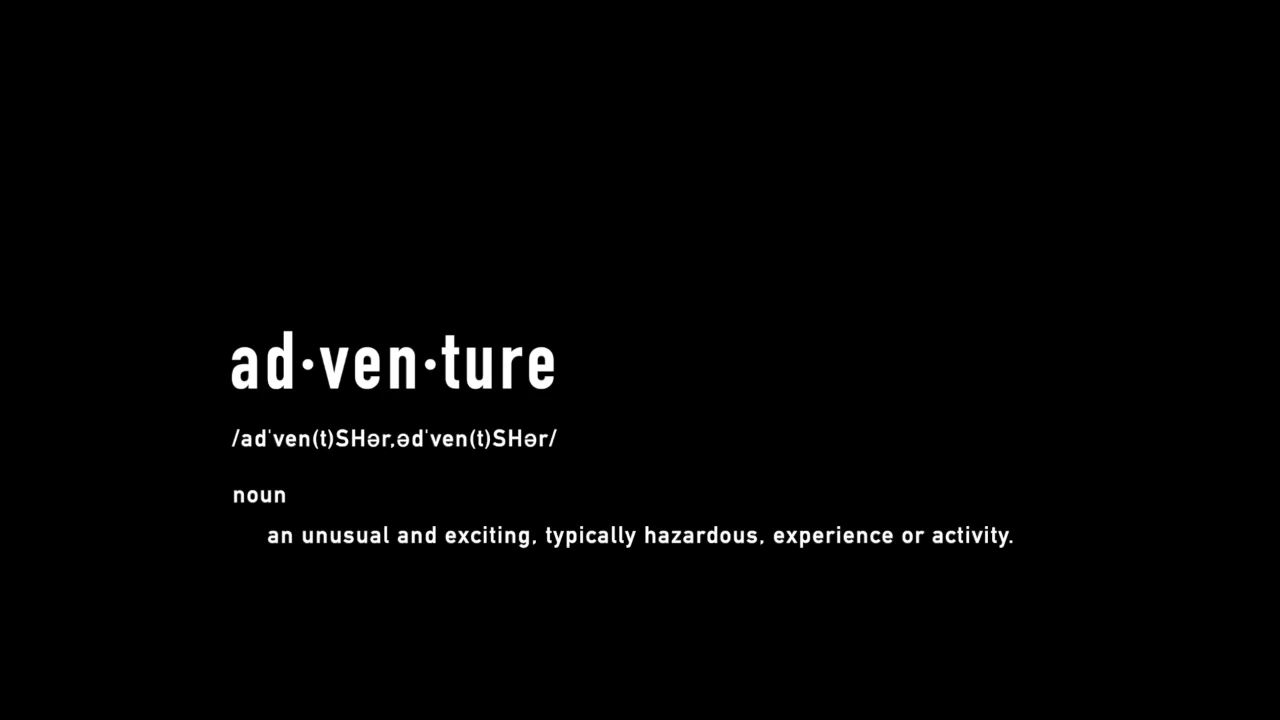 ad·ven·ture
/adˈven(t)SHər,ədˈven(t)SHər/
noun
an unusual and exciting, typically hazardous, experience or activity.